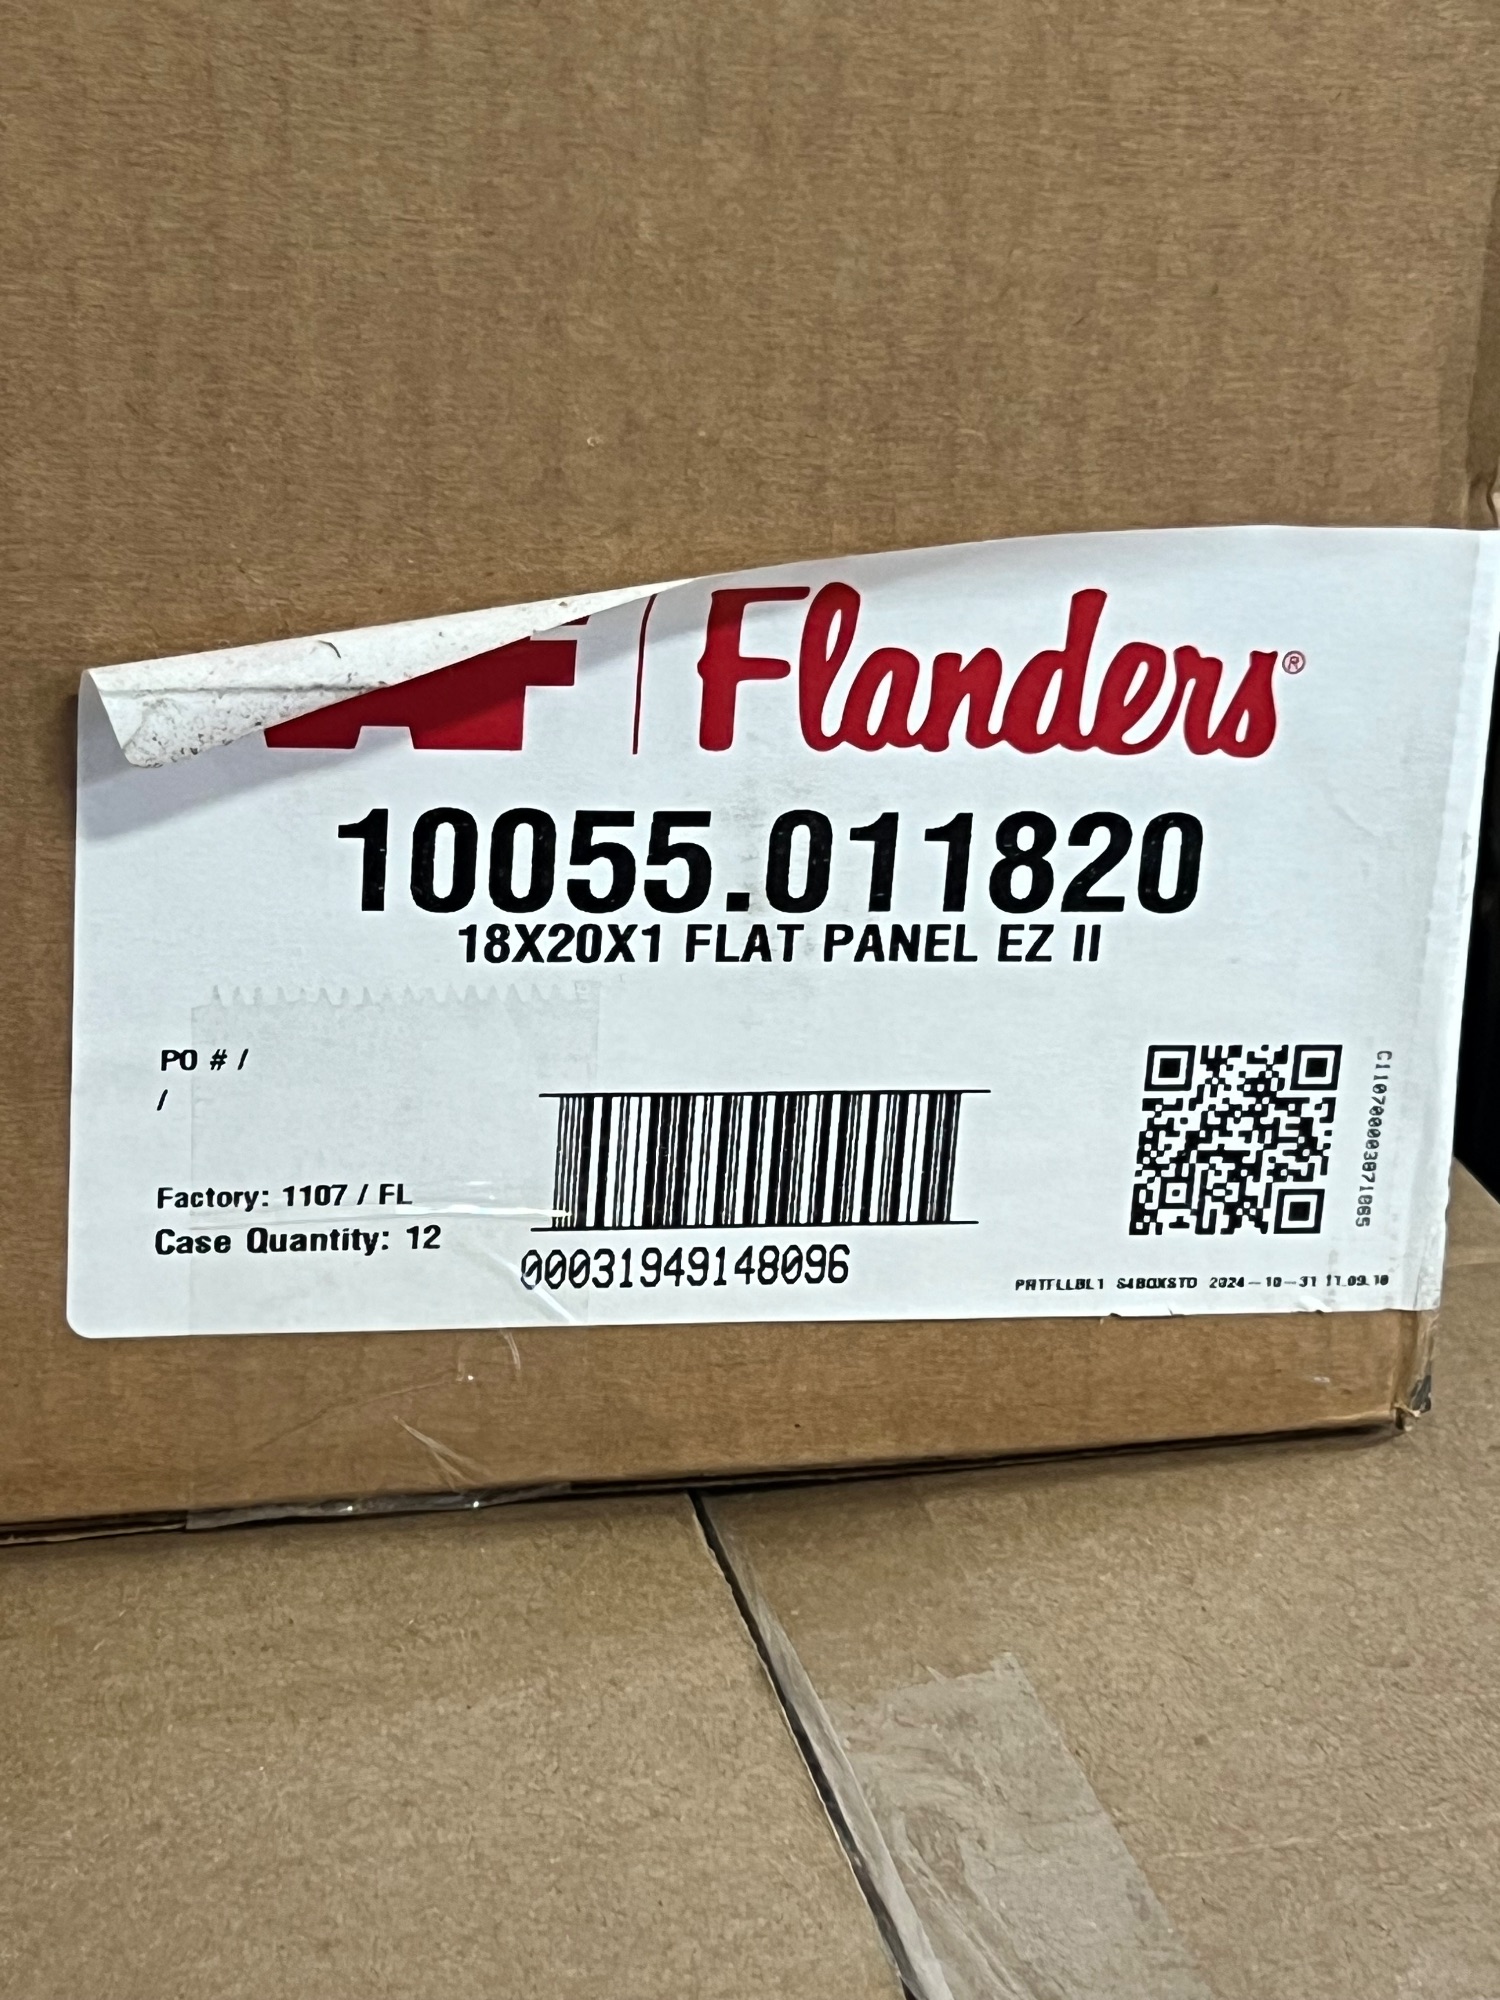 Flanders®
10055.011820
18X20X1 FLAT PANEL EZ II
PO # /
/
Factory: 1107 / FL
Case Quantity: 12
00031949148096
C110700003871865
PRTFLLBL1 S4BOXSTD 2024-10-31 11.09.10